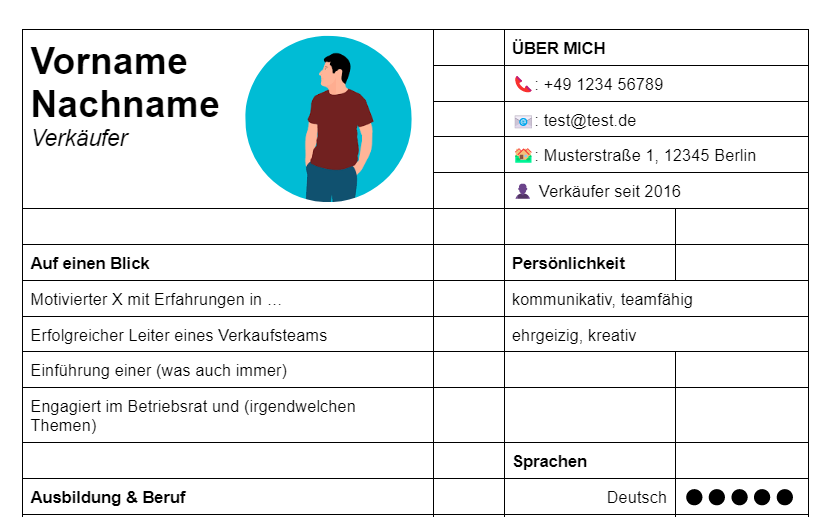 Vorname
Nachname
Verkäufer
ÜBER MICH
: +49 1234 56789
: test@test.de
: Musterstraße 1, 12345 Berlin
Verkäufer seit 2016
Auf einen Blick
Motivierter X mit Erfahrungen in …
Erfolgreicher Leiter eines Verkaufsteams
Einführung einer (was auch immer)
Engagiert im Betriebsrat und (irgendwelchen
Themen)
Persönlichkeit
kommunikativ, teamfähig
ehrgeizig, kreativ
Sprachen
Deutsch
Ausbildung & Beruf